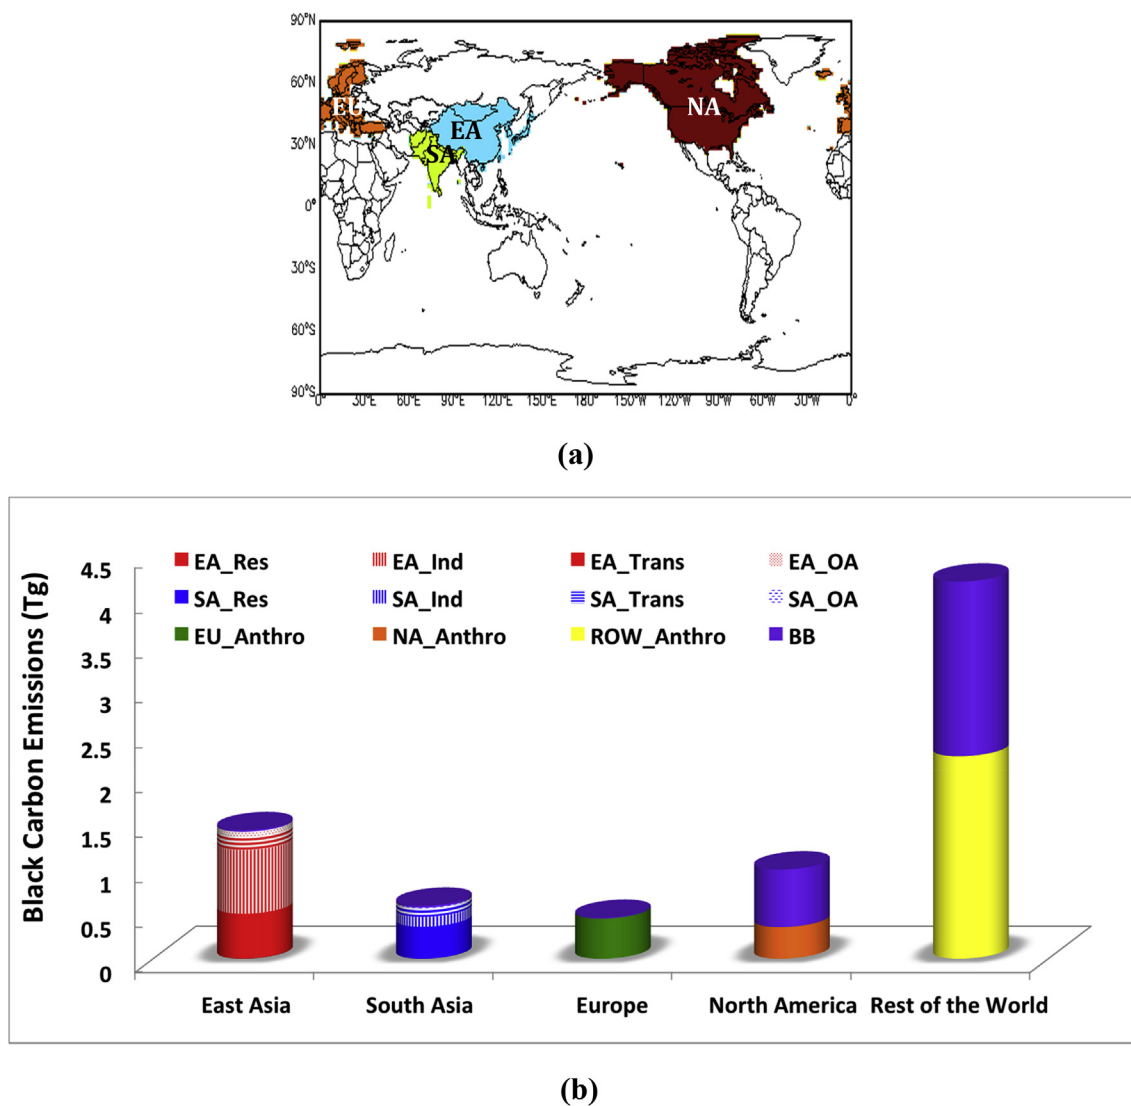 90°N
60°N
30°N
0°
30°S
60°S
90°S
EU
EA
SA
NA
0° 30°E 60°E 90°E 120°E 150°E 180° 150°W 120°W 90°W 60°W 30°W 0°
(a)
Black Carbon Emissions (Tg)
EA_Res EA_Ind EA_Trans EA_OA
SA_Res SA_Ind SA_Trans SA_OA
EU_Anthro NA_Anthro ROW_Anthro BB
4.5
4
3.5
3
2.5
2
1.5
1
0.5
0
East Asia South Asia Europe North America Rest of the World
(b)